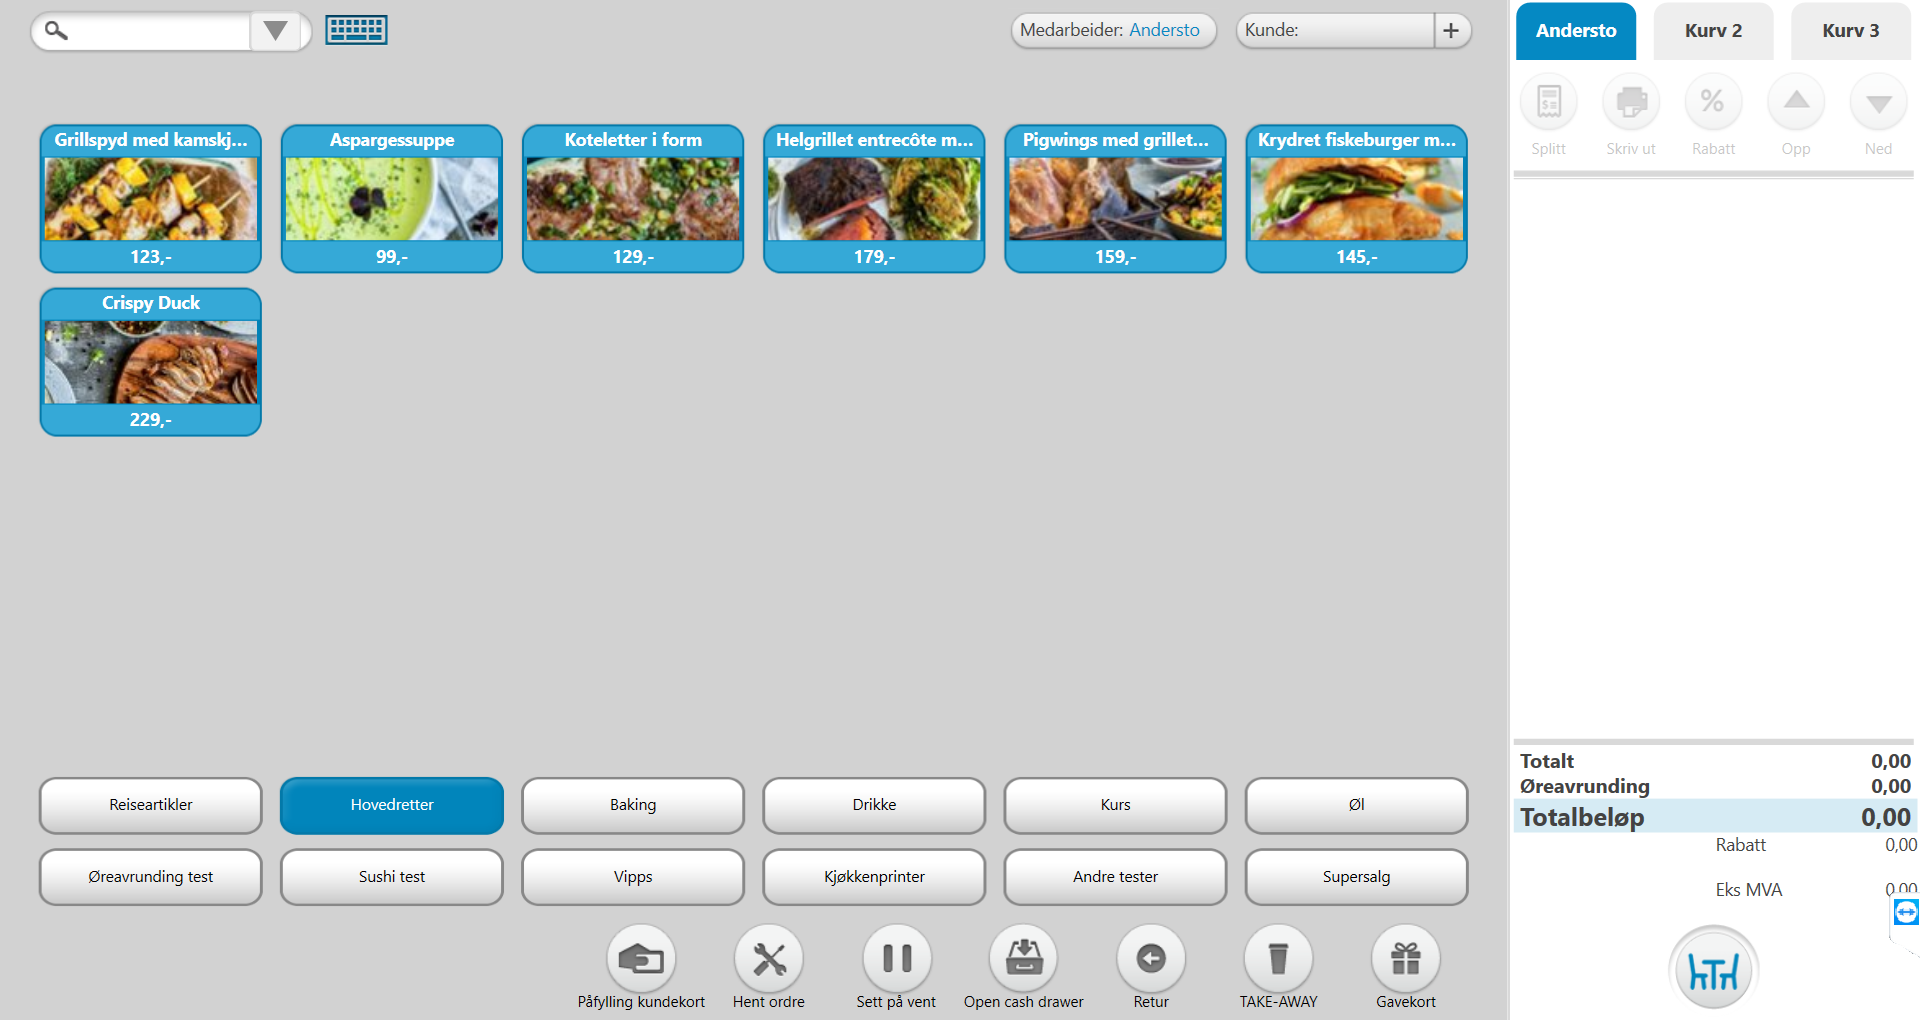 Medarbeider: Andersto
Kunde:
Andersto
Kurv 2
Kurv 3
Splitt
Skriv ut
%
Rabatt
Opp
Ned
Grillspyd med kamskj...
123,-
Aspargessuppe
99,-
Koteletter i form
129,-
Helgrillet entrecôte m...
179,-
Pigwings med grillet...
159,-
Krydret fiskeburger m...
145,-
Crispy Duck
229,-
Totalt 0,00
Øreavrunding 0,00
Totalbeløp 0,00
Rabatt 0,00
Eks MVA 0,00
Reiseartikler
Hovedretter
Baking
Drikke
Kurs
Øl
Øreavrunding test
Sushi test
Vipps
Kjøkkenprinter
Andre tester
Supersalg
Påfylling kundekort
Hent ordre
Sett på vent
Open cash drawer
Retur
TAKE-AWAY
Gavekort